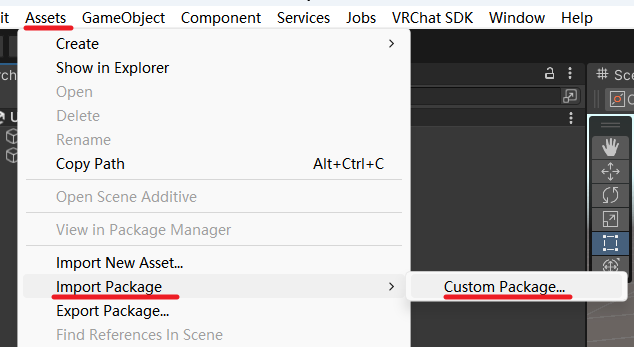 it Assets GameObject Component Services Jobs VRChat SDK Window Help
Create
Show in Explorer
Open
Delete
Rename
Copy Path Alt+Ctrl+C
Open Scene Additive
View in Package Manager
Import New Asset...
Import Package
Custom Package...
Export Package...
Find References In Scene